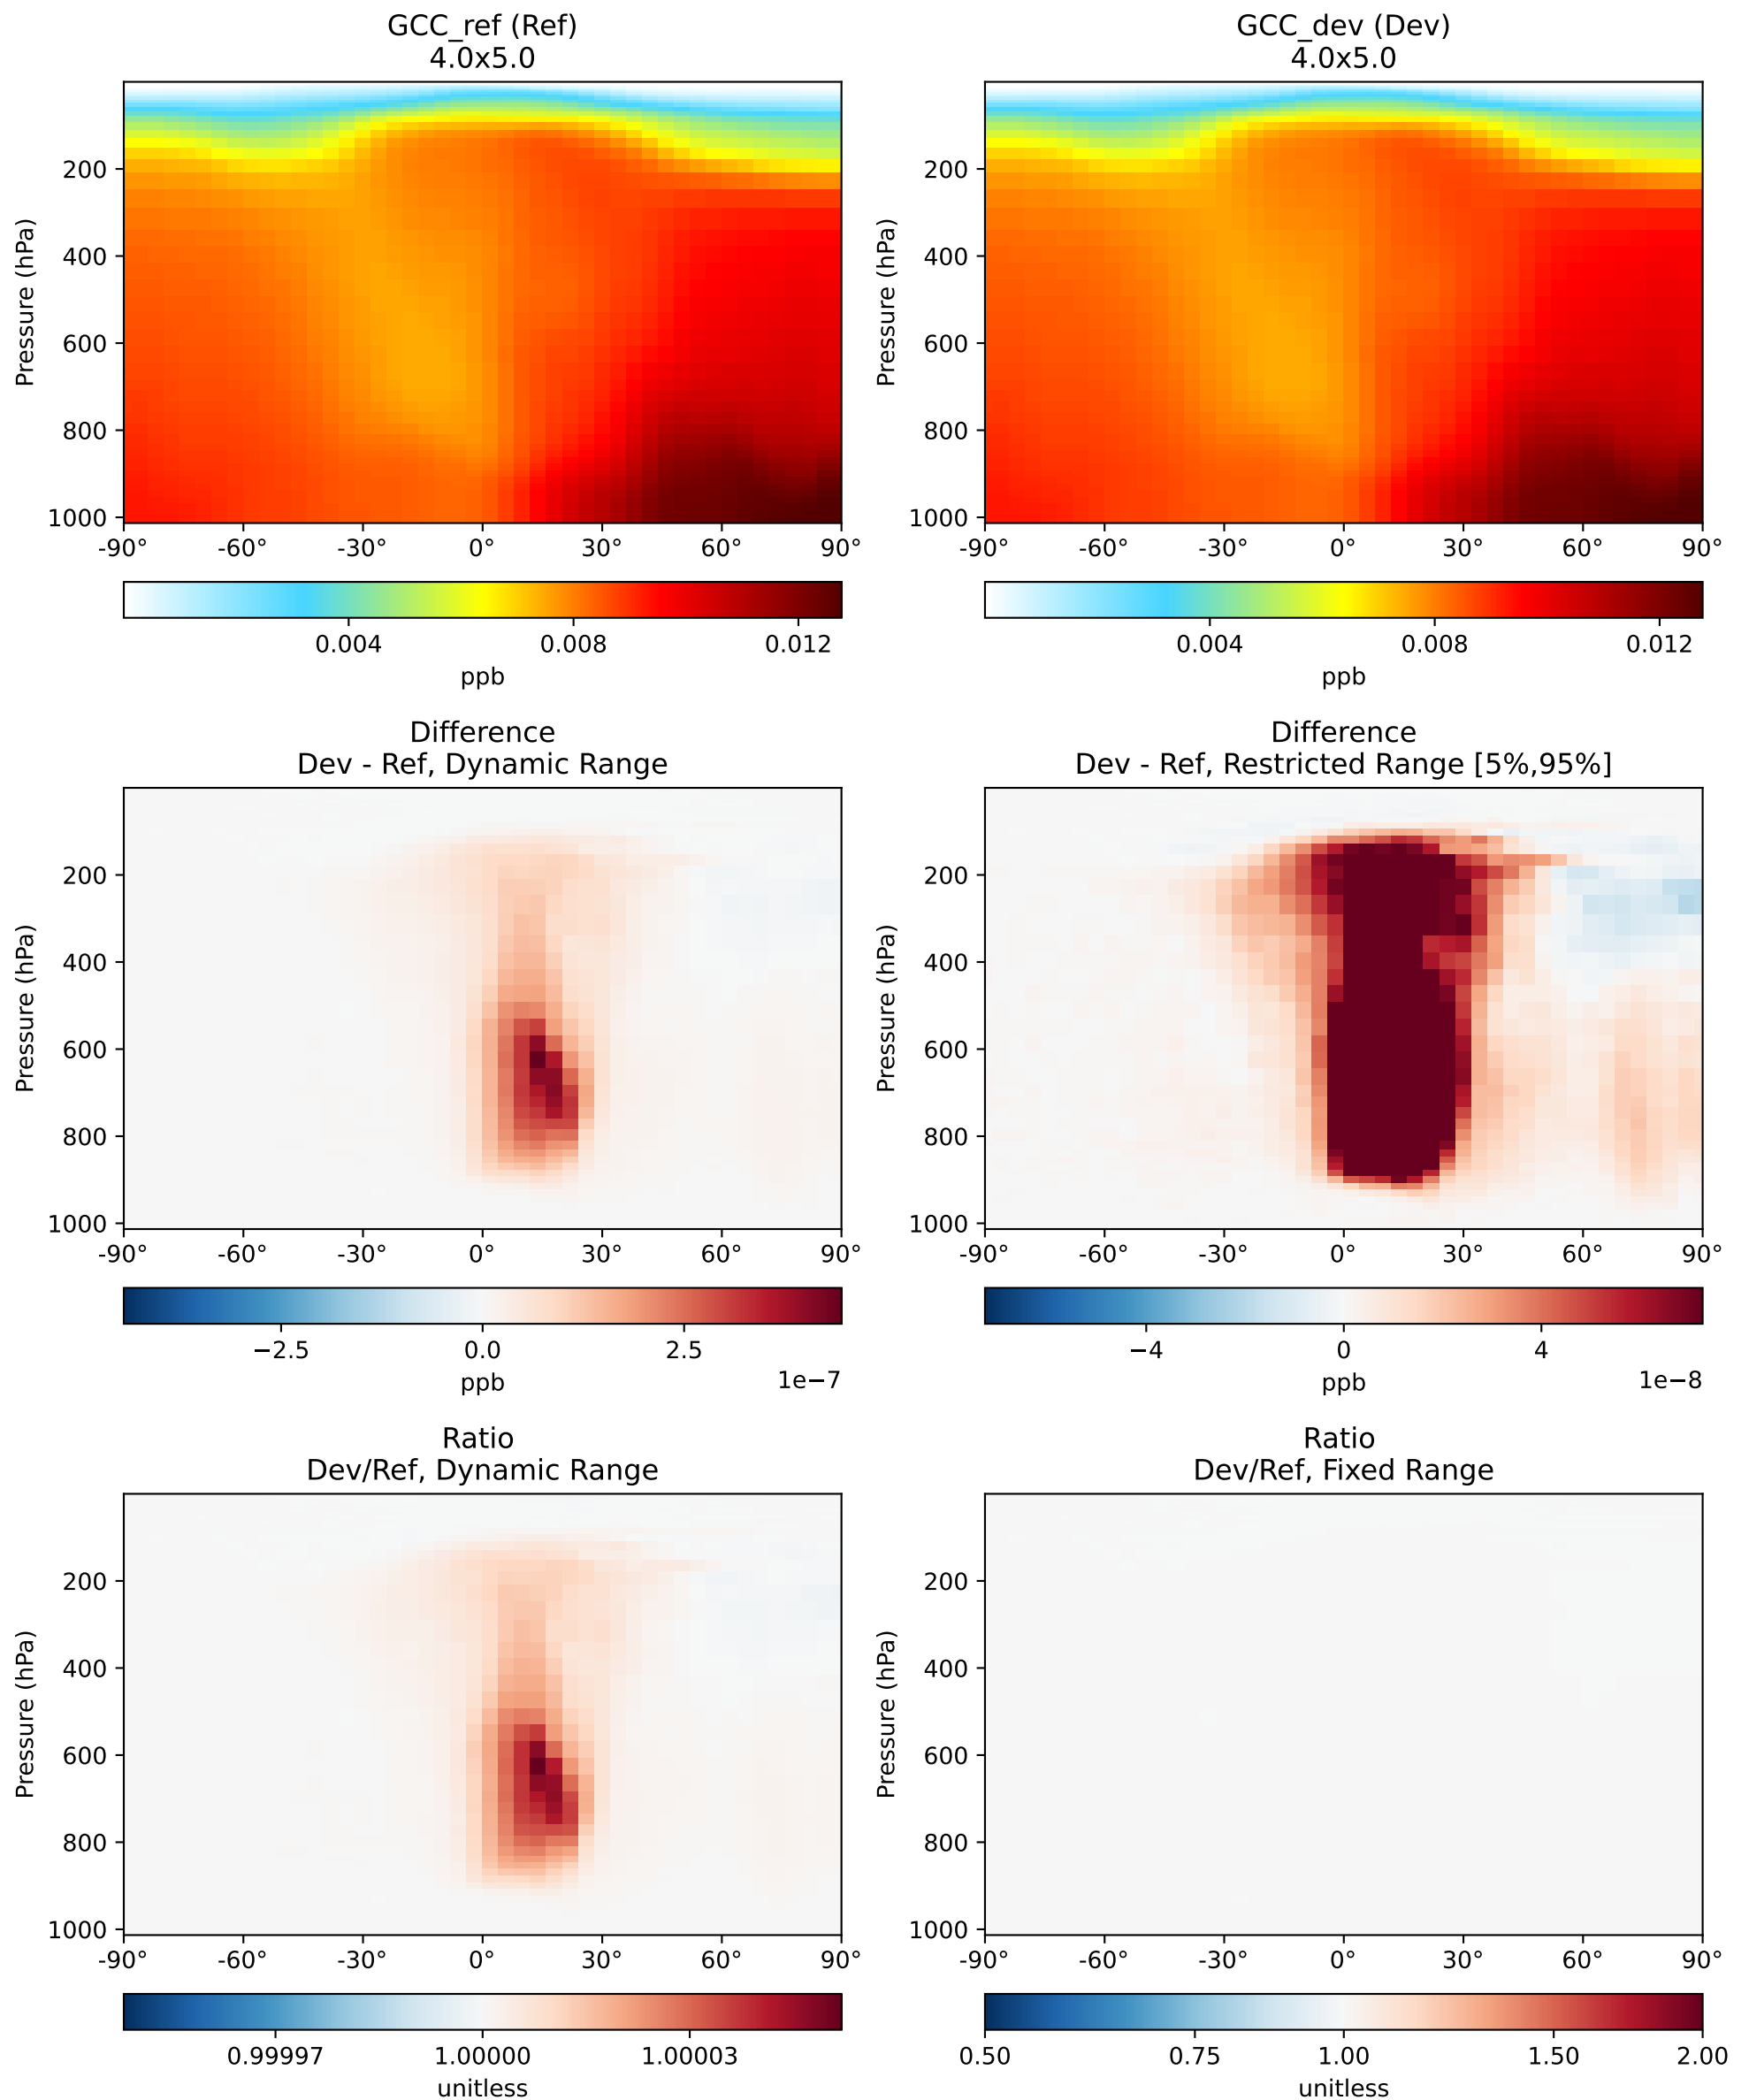 GCC_ref (Ref)
4.0x5.0
Pressure (hPa)
200
400
600
800
1000
-90° -60° -30° 0° 30° 60° 90°
0.004 0.008 0.012
ppb
GCC_dev (Dev)
4.0x5.0
Pressure (hPa)
200
400
600
800
1000
-90° -60° -30° 0° 30° 60° 90°
0.004 0.008 0.012
ppb
Difference
Dev - Ref, Dynamic Range
Pressure (hPa)
200
400
600
800
1000
-90° -60° -30° 0° 30° 60° 90°
−2.5 0.0 2.5
ppb 1e−7
Difference
Dev - Ref, Restricted Range [5%,95%]
Pressure (hPa)
200
400
600
800
1000
-90° -60° -30° 0° 30° 60° 90°
−4 0 4
ppb 1e−8
Ratio
Dev/Ref, Dynamic Range
Pressure (hPa)
200
400
600
800
1000
-90° -60° -30° 0° 30° 60° 90°
0.99997 1.00000 1.00003
unitless
Ratio
Dev/Ref, Fixed Range
Pressure (hPa)
200
400
600
800
1000
-90° -60° -30° 0° 30° 60° 90°
0.50 0.75 1.00 1.50 2.00
unitless